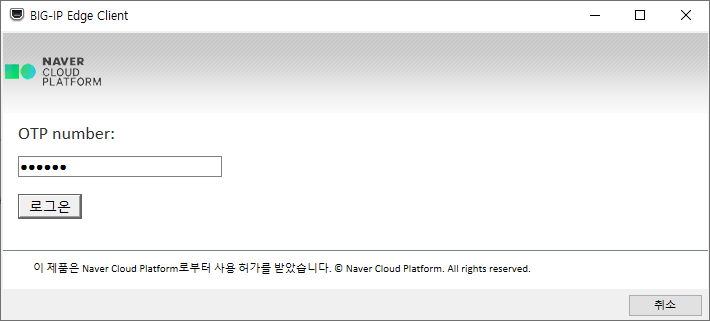 BIG-IP Edge Client
NAVER
CLOUD
PLATFORM
OTP number:
●●●●●●
로그온
이 제품은 Naver Cloud Platform로부터 사용 허가를 받았습니다. © Naver Cloud Platform. All rights reserved.
취소